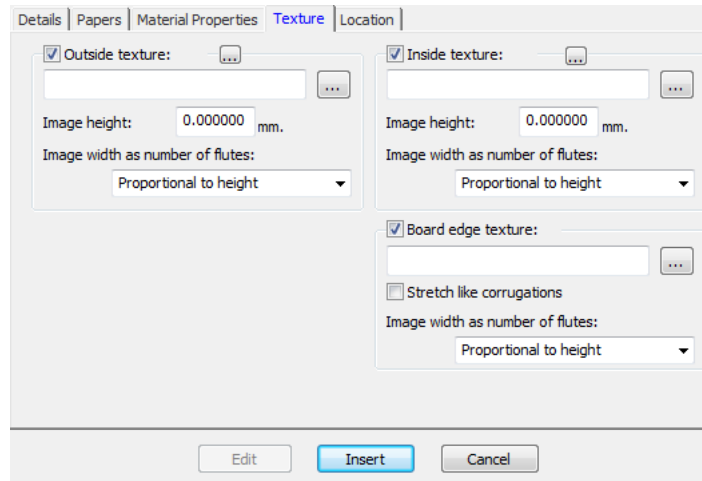 Details Papers Material Properties Texture Location
Outside texture: ...
...
Image height: 0.000000 mm.
Image width as number of flutes:
Proportional to height
Inside texture: ...
...
Image height: 0.000000 mm.
Image width as number of flutes:
Proportional to height
Board edge texture:
...
Stretch like corrugations
Image width as number of flutes:
Proportional to height
Edit Insert Cancel